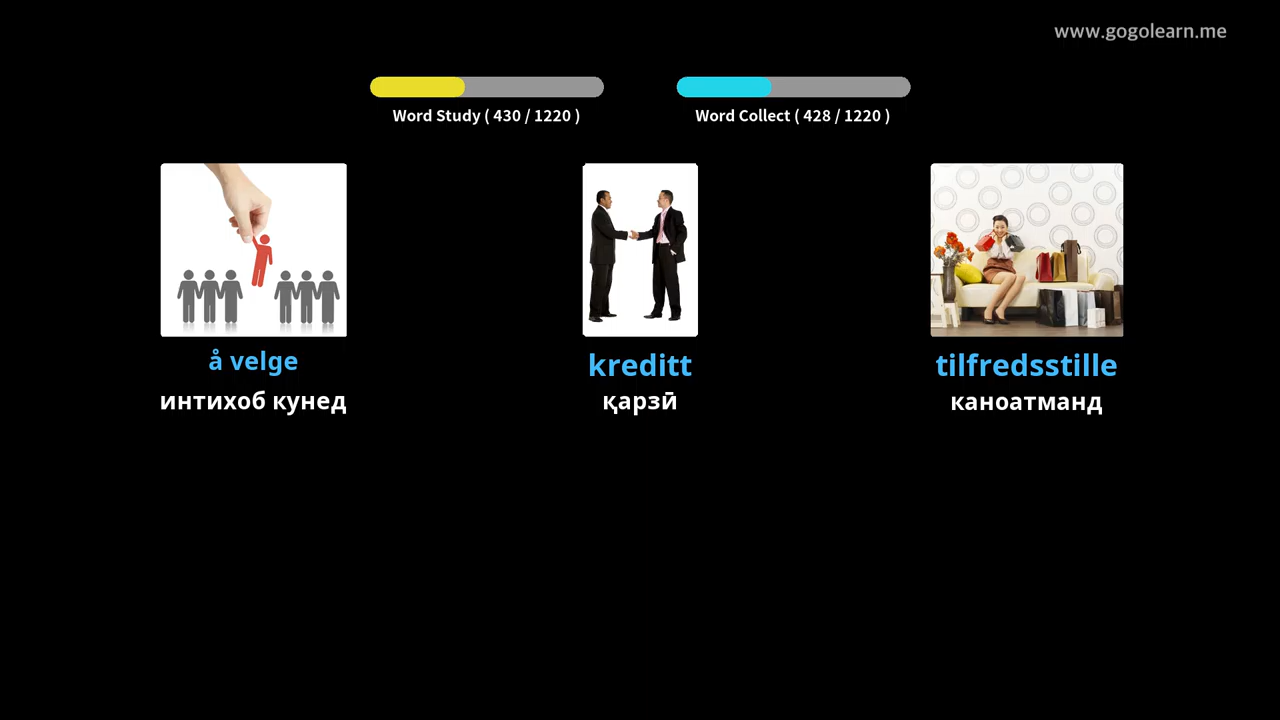 www.gogolearn.me
Word Study ( 430 / 1220 )
Word Collect ( 428 / 1220 )
å velge
kreditt
tilfredsstille
интихоб кунед
қарзӣ
каноатманд